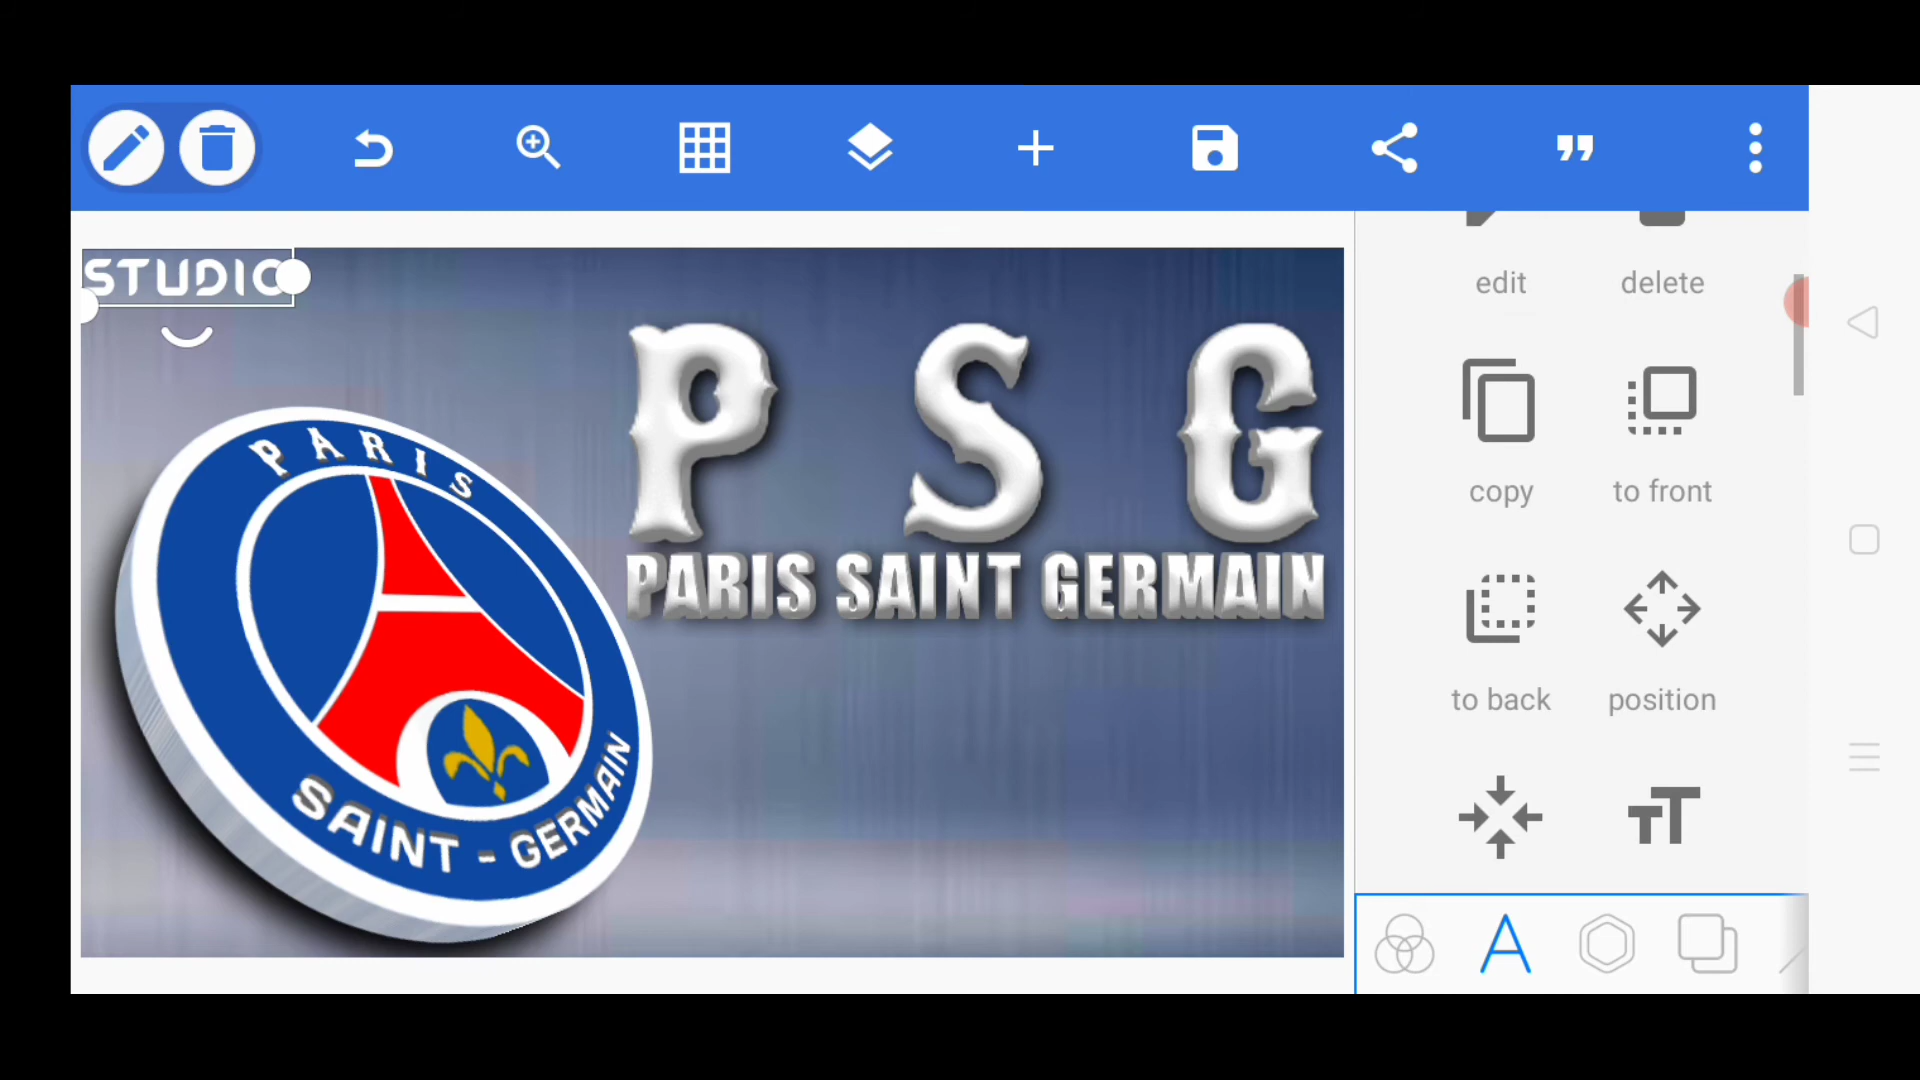 STUDIO
P S G
PARIS SAINT GERMAIN
PARIS
SAINT - GERMAIN
edit
delete
copy
to front
to back
position